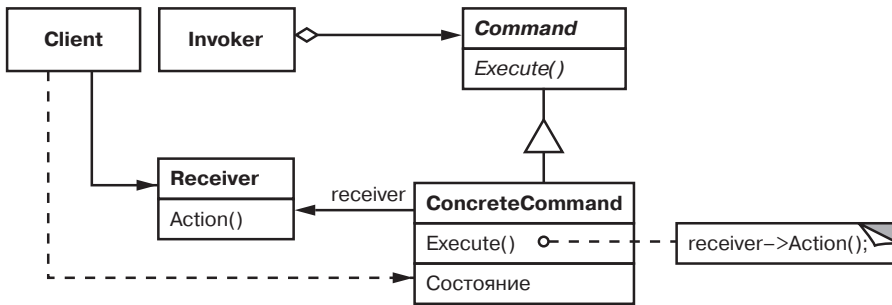 Client
Invoker
Command
Execute()
Receiver
Action()
receiver
ConcreteCommand
Execute()
receiver–>Action();
Состояние